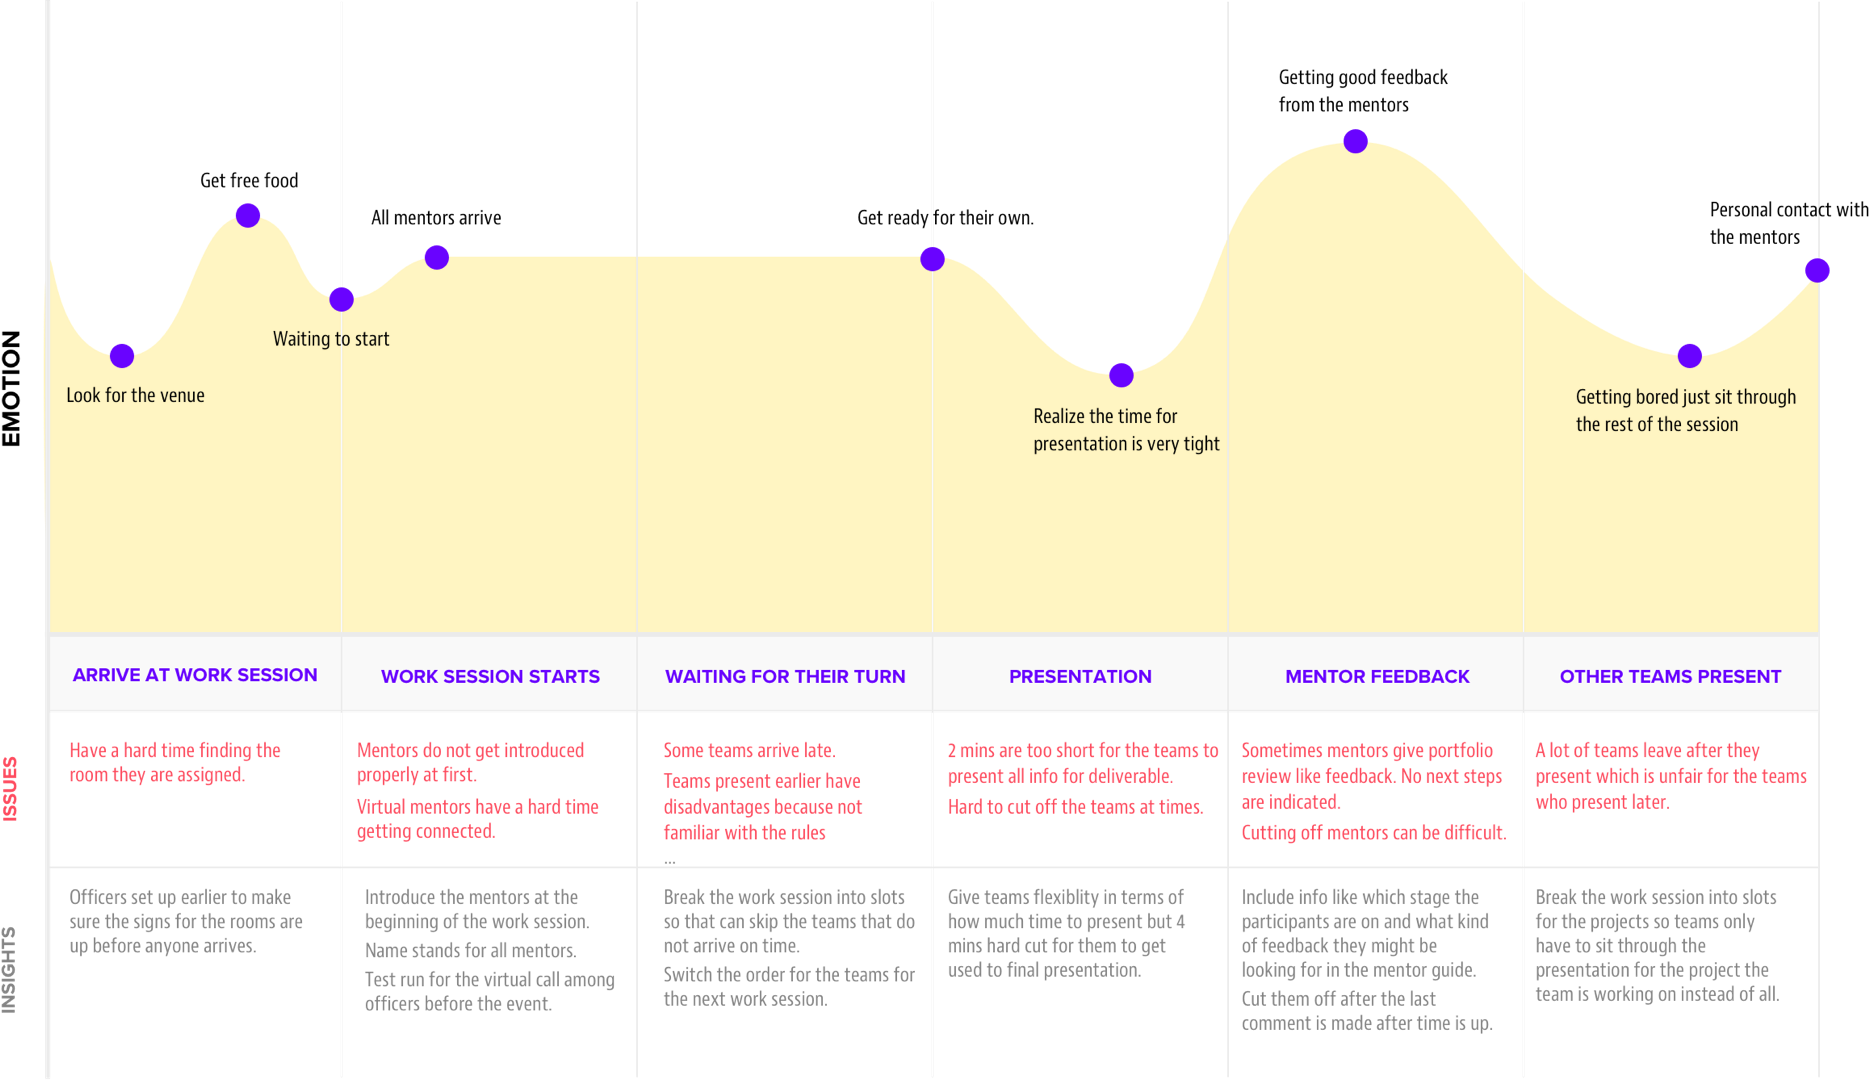 Getting good feedback
from the mentors
Get free food
All mentors arrive
Get ready for their own.
Personal contact with
the mentors
Waiting to start
Look for the venue
Realize the time for
presentation is very tight
Getting bored just sit through
the rest of the session
EMOTION
ARRIVE AT WORK SESSION
WORK SESSION STARTS
WAITING FOR THEIR TURN
PRESENTATION
MENTOR FEEDBACK
OTHER TEAMS PRESENT
ISSUES
Have a hard time finding the
room they are assigned.
Mentors do not get introduced
properly at first.
Virtual mentors have a hard time
getting connected.
Some teams arrive late.
Teams present earlier have
disadvantages because not
familiar with the rules
...
2 mins are too short for the teams to
present all info for deliverable.
Hard to cut off the teams at times.
Sometimes mentors give portfolio
review like feedback. No next steps
are indicated.
Cutting off mentors can be difficult.
A lot of teams leave after they
present which is unfair for the teams
who present later.
INSIGHTS
Officers set up earlier to make
sure the signs for the rooms are
up before anyone arrives.
Introduce the mentors at the
beginning of the work session.
Name stands for all mentors.
Test run for the virtual call among
officers before the event.
Break the work session into slots
so that can skip the teams that do
not arrive on time.
Switch the order for the teams for
the next work session.
Give teams flexiblity in terms of
how much time to present but 4
mins hard cut for them to get
used to final presentation.
Include info like which stage the
participants are on and what kind
of feedback they might be
looking for in the mentor guide.
Cut them off after the last
comment is made after time is up.
Break the work session into slots
for the projects so teams only
have to sit through the
presentation for the project the
team is working on instead of all.